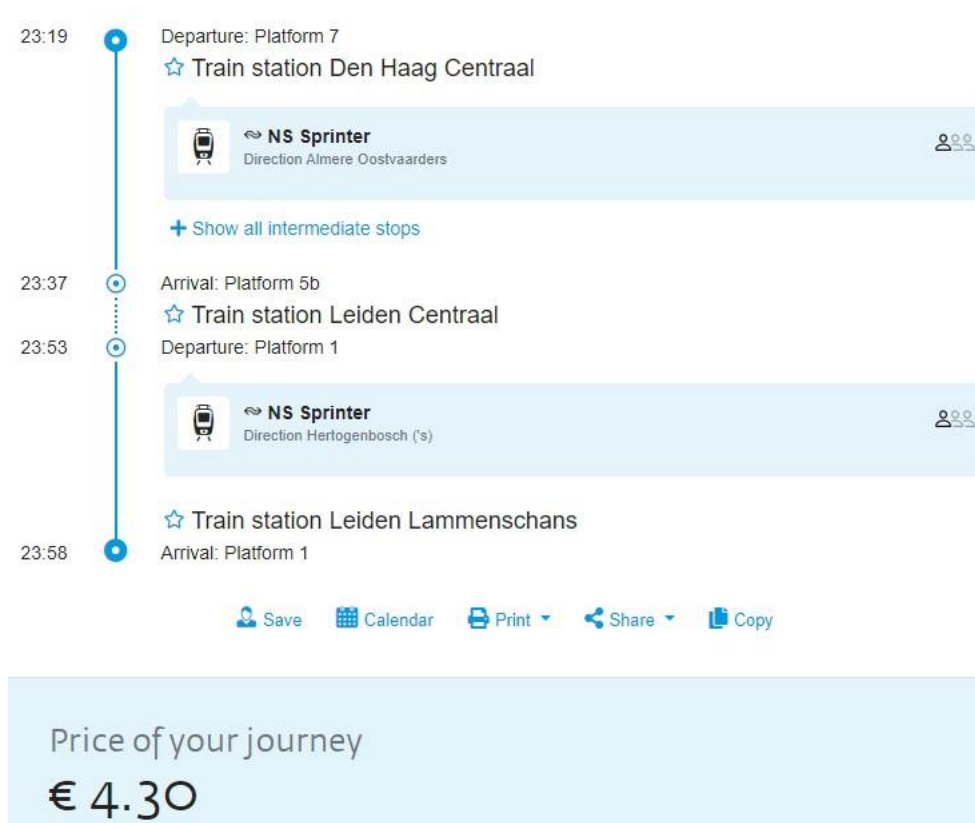 23:19 Departure: Platform 7
Train station Den Haag Centraal
NS Sprinter
Direction Almere Oostvaarders
Show all intermediate stops
23:37 Arrival: Platform 5b
Train station Leiden Centraal
23:53 Departure: Platform 1
NS Sprinter
Direction Hertogenbosch ('s)
Train station Leiden Lammenschans
23:58 Arrival: Platform 1
Save Calendar Print Share Copy
Price of your journey
€ 4.30